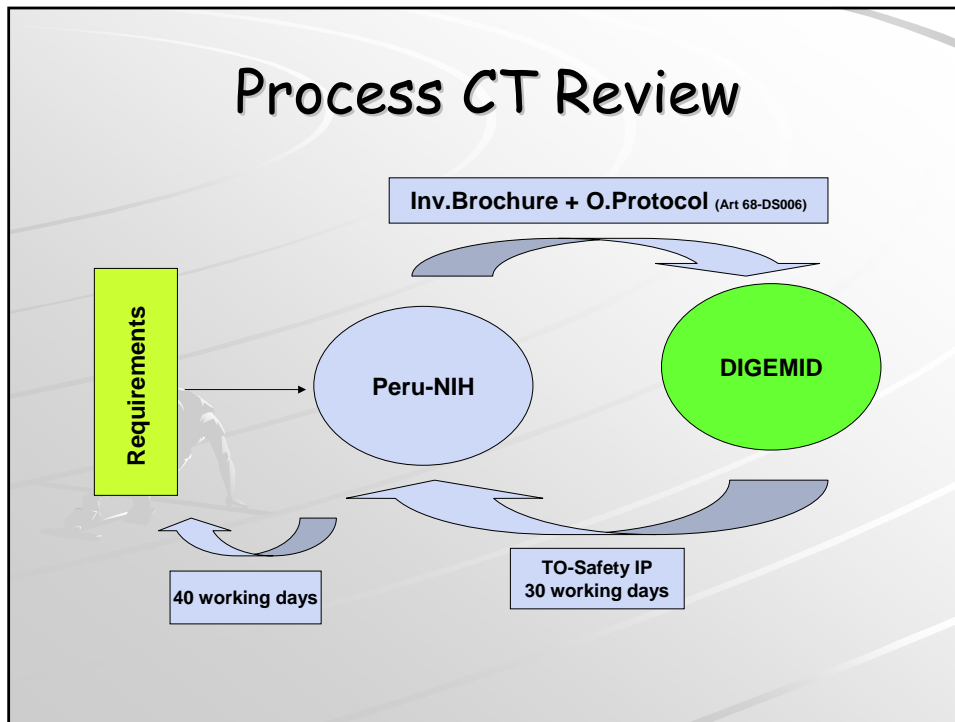 Process CT Review
Inv.Brochure + O.Protocol (Art 68-DS006)
Requirements
Peru-NIH
DIGEMID
40 working days
TO-Safety IP
30 working days